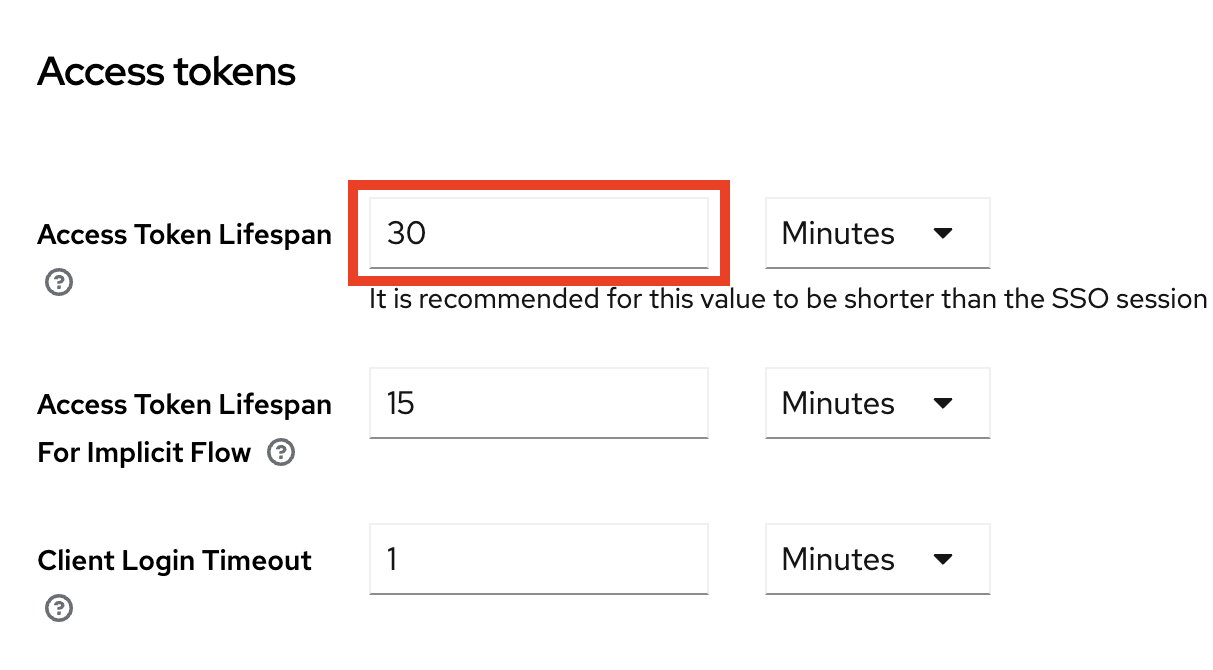 Access tokens
Access Token Lifespan 30 Minutes
It is recommended for this value to be shorter than the SSO session
Access Token Lifespan 15 Minutes
For Implicit Flow
Client Login Timeout 1 Minutes